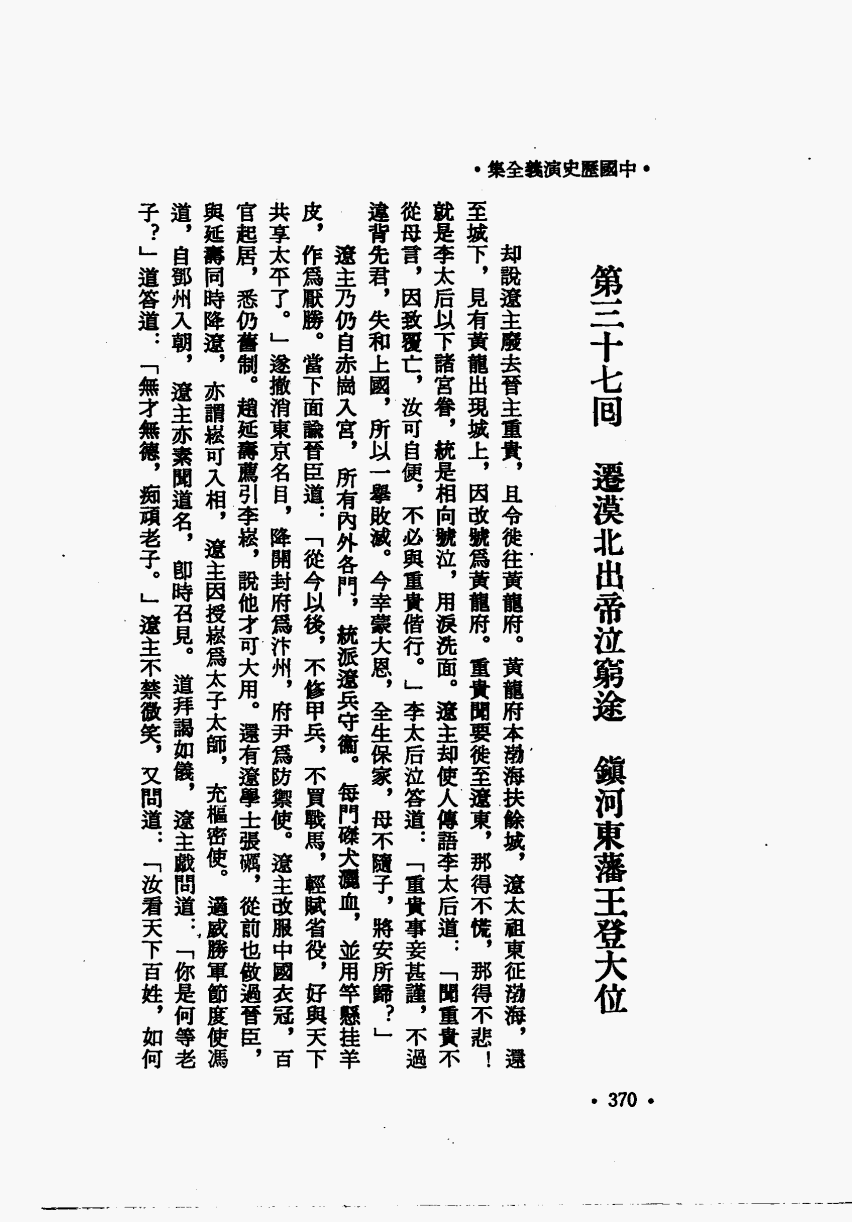 •中國歷史演義全集•
第三十七回　遷漠北出帝泣窮途　鎮河東藩王登大位
却說遼主廢去晉主重貴，且令徙往黃龍府。黃龍府本渤海扶餘城，遼太祖東征渤海，還
至城下，見有黃龍出現城上，因改號爲黃龍府。重貴聞要徙至遼東，那得不慌，那得不悲！
就是李太后以下諸宮眷，統是相向號泣，用淚洗面。遼主却使人傳語李太后道：「聞重貴不
從母言，因致覆亡，汝可自便，不必與重貴偕行。」李太后泣答道：「重貴事妾甚謹，不過
違背先君，失和上國，所以一舉敗滅。今幸蒙大恩，全生保家，母不隨子，將安所歸？」
遼主乃仍自赤崗入宮，所有內外各門，統派遼兵守衞。每門磔犬灑血，並用竿懸挂羊
皮，作爲厭勝。當下面諭晉臣道：「從今以後，不修甲兵，不買戰馬，輕賦省役，好與天下
共享太平了。」遂撤消東京名目，降開封府爲汴州，府尹爲防禦使。遼主改服中國衣冠，百
官起居，悉仍舊制。趙延壽薦引李崧，說他才可大用。還有遼學士張礪，從前也做過晉臣，
與延壽同時降遼，亦謂崧可入相，遼主因授崧爲太子太師，充樞密使。適威勝軍節度使馮
道，自鄧州入朝，遼主亦素聞道名，卽時召見。道拜謁如儀，遼主戲問道：「你是何等老
子？」道答道：「無才無德，痴頑老子。」遼主不禁微笑，又問道：「汝看天下百姓，如何
• 370 •